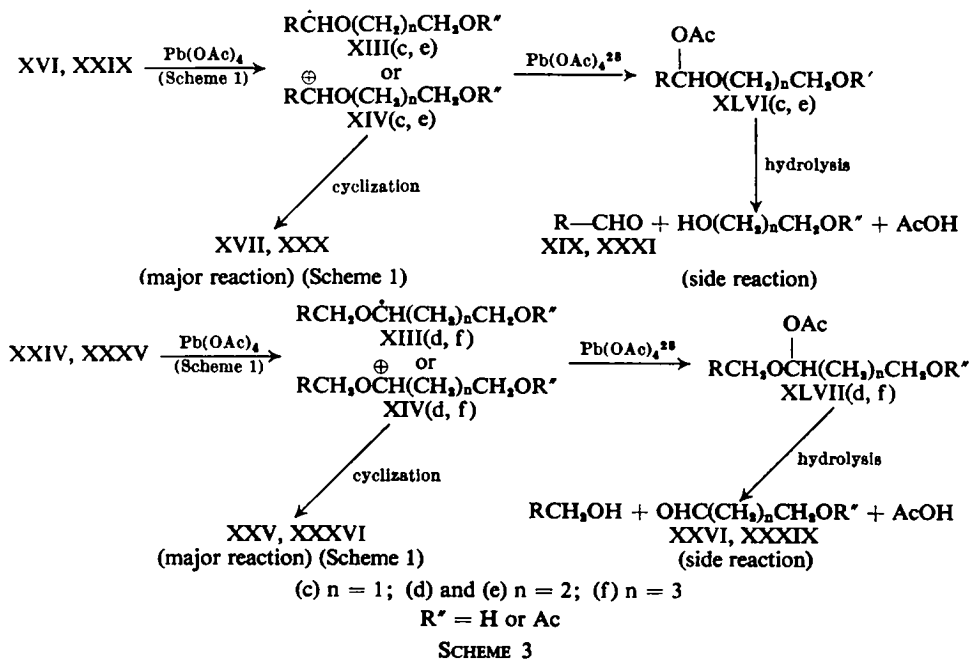 RĊHO(CH₂)ₙCH₂OR″
XVI, XXIX Pb(OAc)₄ (Scheme 1) XIII(c, e)
or
⊕
RCHO(CH₂)ₙCH₂OR″
XIV(c, e)
Pb(OAc)₄²⁸
OAc
RCHO(CH₂)ₙCH₂OR′
XLVI(c, e)
cyclization
hydrolysis
XVII, XXX
(major reaction) (Scheme 1)
R—CHO + HO(CH₂)ₙCH₂OR″ + AcOH
XIX, XXXI
(side reaction)
RCH₂OĊH(CH₂)ₙCH₂OR″
XXIV, XXXV Pb(OAc)₄ (Scheme 1) XIII(d, f)
or
⊕
RCH₂OCH(CH₂)ₙCH₂OR″
XIV(d, f)
Pb(OAc)₄²⁸
OAc
RCH₂OCH(CH₂)ₙCH₂OR″
XLVII(d, f)
cyclization
hydrolysis
XXV, XXXVI
(major reaction) (Scheme 1)
RCH₂OH + OHC(CH₂)ₙCH₂OR″ + AcOH
XXVI, XXXIX
(side reaction)
(c) n = 1; (d) and (e) n = 2; (f) n = 3
R″ = H or Ac
SCHEME 3